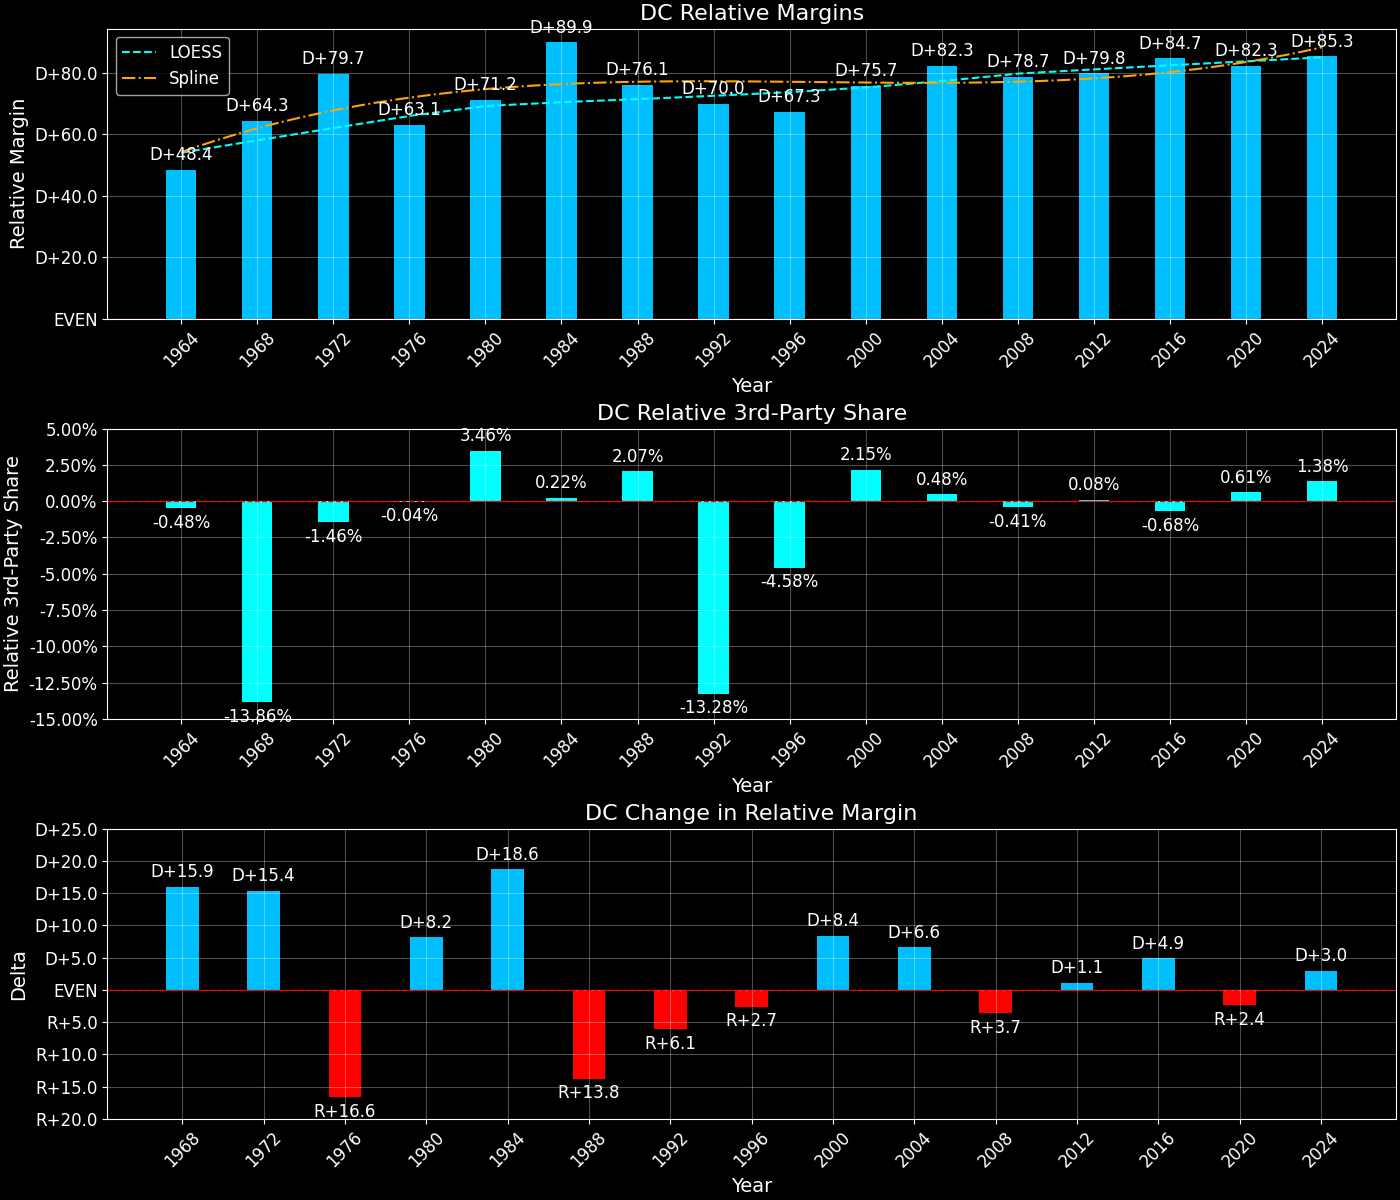 DC Relative Margins
LOESS
Spline
D+48.4
D+64.3
D+79.7
D+63.1
D+71.2
D+89.9
D+76.1
D+70.0
D+67.3
D+75.7
D+82.3
D+78.7
D+79.8
D+84.7
D+82.3
D+85.3
D+80.0
D+60.0
D+40.0
D+20.0
EVEN
Relative Margin
1964
1968
1972
1976
1980
1984
1988
1992
1996
2000
2004
2008
2012
2016
2020
2024
Year
DC Relative 3rd-Party Share
5.00%
2.50%
0.00%
-2.50%
-5.00%
-7.50%
-10.00%
-12.50%
-15.00%
Relative 3rd-Party Share
-0.48%
-13.86%
-1.46%
-0.04%
3.46%
0.22%
2.07%
-13.28%
-4.58%
2.15%
0.48%
-0.41%
0.08%
-0.68%
0.61%
1.38%
1964
1968
1972
1976
1980
1984
1988
1992
1996
2000
2004
2008
2012
2016
2020
2024
Year
DC Change in Relative Margin
D+25.0
D+20.0
D+15.0
D+10.0
D+5.0
EVEN
R+5.0
R+10.0
R+15.0
R+20.0
Delta
D+15.9
D+15.4
R+16.6
D+8.2
D+18.6
R+13.8
R+6.1
R+2.7
D+8.4
D+6.6
R+3.7
D+1.1
D+4.9
R+2.4
D+3.0
1968
1972
1976
1980
1984
1988
1992
1996
2000
2004
2008
2012
2016
2020
2024
Year